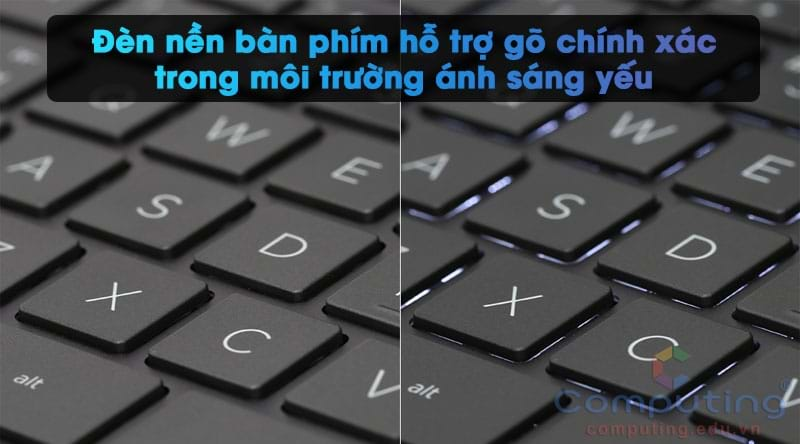 Đèn nền bàn phím hỗ trợ gõ chính xác
trong môi trường ánh sáng yếu
Q Q
W W
A E A E
S S
D D
X X
C C
alt V alt V
Computing®
computing.edu.vn